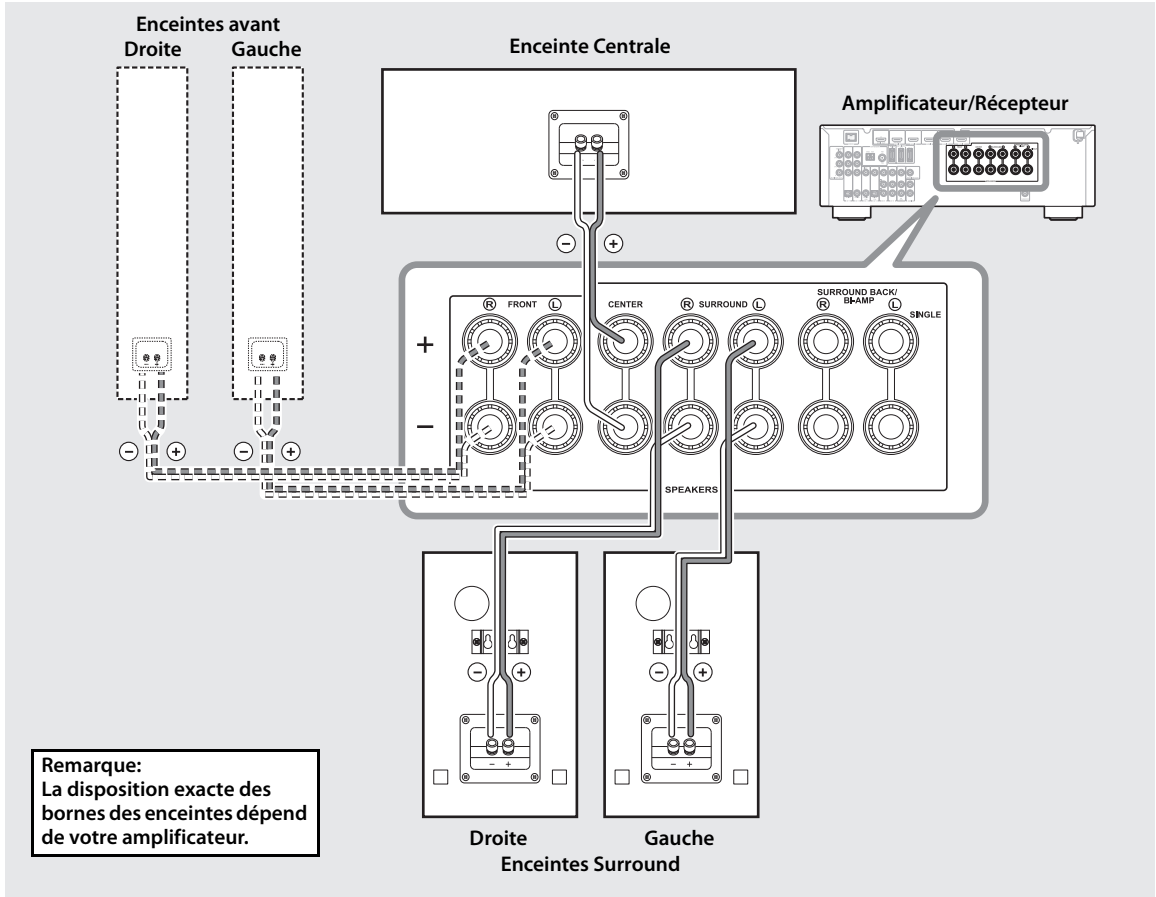 Enceintes avant
Droite
Gauche
Enceinte Centrale
Amplificateur/Récepteur
R FRONT L
CENTER
R SURROUND L
SURROUND BACK/
BI-AMP
R
L
SINGLE
+
−
SPEAKERS
− +
− +
− +
− +
− +
− +
− +
− +
− +
Droite
Gauche
Enceintes Surround
Remarque:
La disposition exacte des
bornes des enceintes dépend
de votre amplificateur.